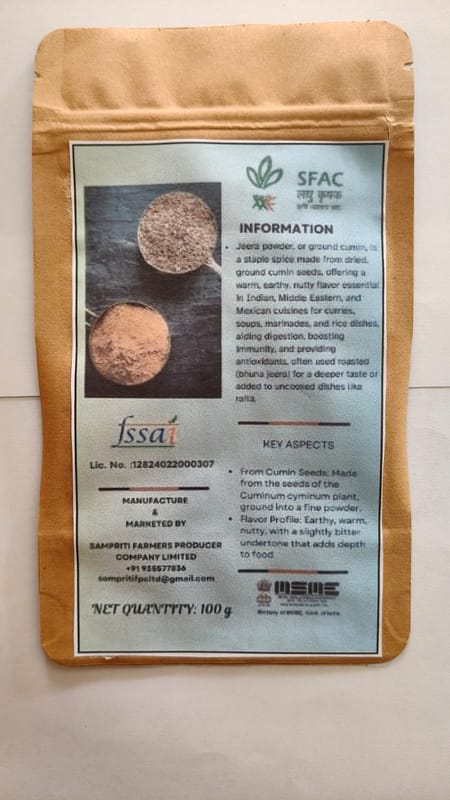 SFAC
लघु कृषक
INFORMATION
Jeera powder, or ground cumin, is
a staple spice made from dried,
ground cumin seeds, offering a
warm, earthy, nutty flavor essential
in Indian, Middle Eastern, and
Mexican cuisines for curries,
soups, marinades, and rice dishes,
aiding digestion, boosting
immunity, and providing
antioxidants, often used roasted
(bhuna jeera) for a deeper taste or
added to uncooked dishes like
raita.
fssai
Lic. No. :12824022000307
MANUFACTURE
&
MARKETED BY
SAMPRITI FARMERS PRODUCER
COMPANY LIMITED
+91 935577836
sampritifpcltd@gmail.com
NET QUANTITY: 100 g
KEY ASPECTS
• From Cumin Seeds: Made
from the seeds of the
Cuminum cyminum plant,
ground into a fine powder.
• Flavor Profile: Earthy, warm,
nutty, with a slightly bitter
undertone that adds depth
to food.
MSME
Ministry of MSME, Govt. of India